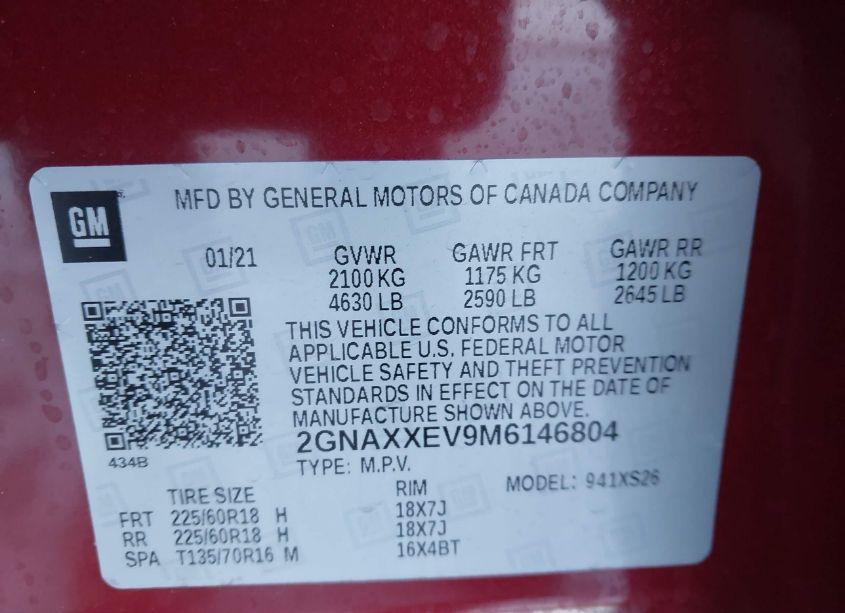 GM
MFD BY GENERAL MOTORS OF CANADA COMPANY
01/21 GVWR GAWR FRT GAWR RR
2100 KG 1175 KG 1200 KG
4630 LB 2590 LB 2645 LB
THIS VEHICLE CONFORMS TO ALL
APPLICABLE U.S. FEDERAL MOTOR
VEHICLE SAFETY AND THEFT PREVENTION
STANDARDS IN EFFECT ON THE DATE OF
MANUFACTURE SHOWN ABOVE.
2GNAXXEV9M6146804
434B
TYPE: M.P.V. MODEL: 941XS26
TIRE SIZE RIM
FRT 225/60R18 H 18X7J
RR 225/60R18 H 18X7J
SPA T135/70R16 M 16X4BT